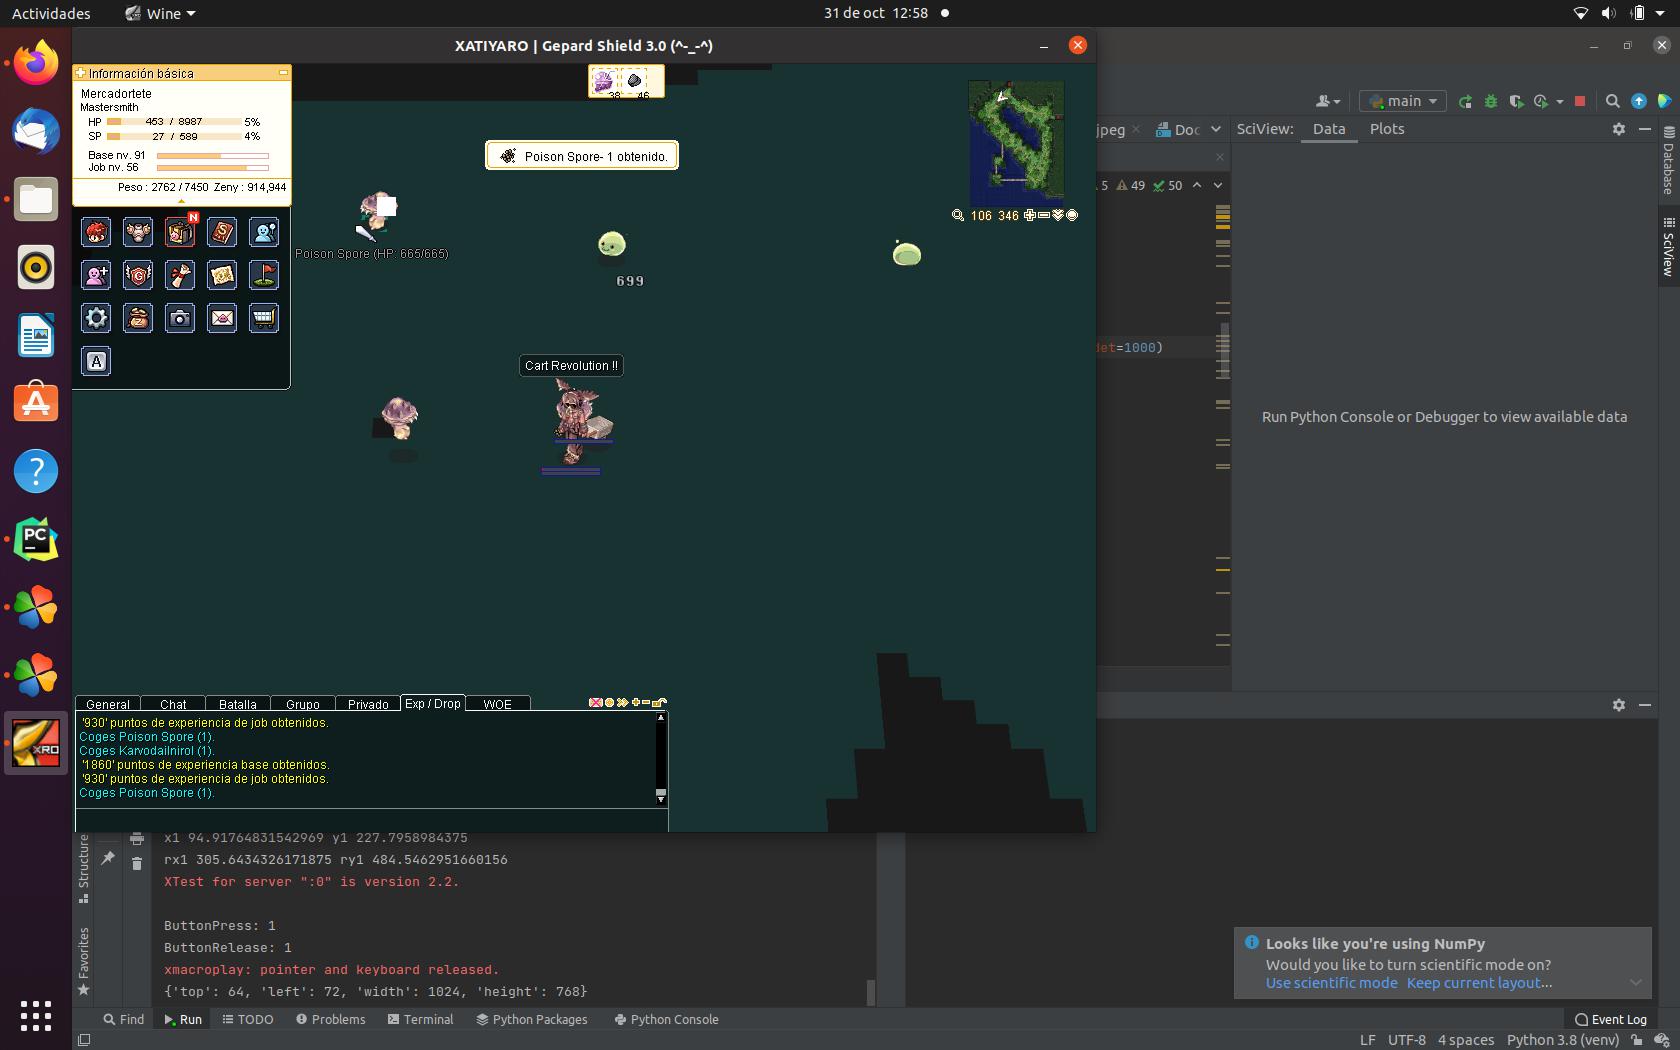 Actividades
Wine
31 de oct 12:58
XATIYARO | Gepard Shield 3.0 (^-_-^)
Información básica
Mercadortete
Mastersmith
HP 453 / 8987 5%
SP 27 / 589 4%
Base nv. 91
Job nv. 56
Peso : 2762 / 7450 Zeny : 914,944
N
A
38 46
Poison Spore- 1 obtenido.
106 346
Poison Spore (HP: 665/665)
699
Cart Revolution !!
General Chat Batalla Grupo Privado Exp / Drop WOE
'930' puntos de experiencia de job obtenidos.
Coges Poison Spore (1).
Coges Karvodailnirol (1).
'1860' puntos de experiencia base obtenidos.
'930' puntos de experiencia de job obtenidos.
Coges Poison Spore (1).
main
jpeg
Doc
SciView: Data Plots
5 49 50
det=1000)
Run Python Console or Debugger to view available data
Database
SciView
PC
XRO
x1 94.91764831542969 y1 227.7958984375
rx1 305.6434326171875 ry1 484.5462951660156
XTest for server ":0" is version 2.2.
ButtonPress: 1
ButtonRelease: 1
xmacroplay: pointer and keyboard released.
{'top': 64, 'left': 72, 'width': 1024, 'height': 768}
Structure
Favorites
Looks like you're using NumPy
Would you like to turn scientific mode on?
Use scientific mode Keep current layout...
Find Run TODO Problems Terminal Python Packages Python Console
Event Log
LF UTF-8 4 spaces Python 3.8 (venv)